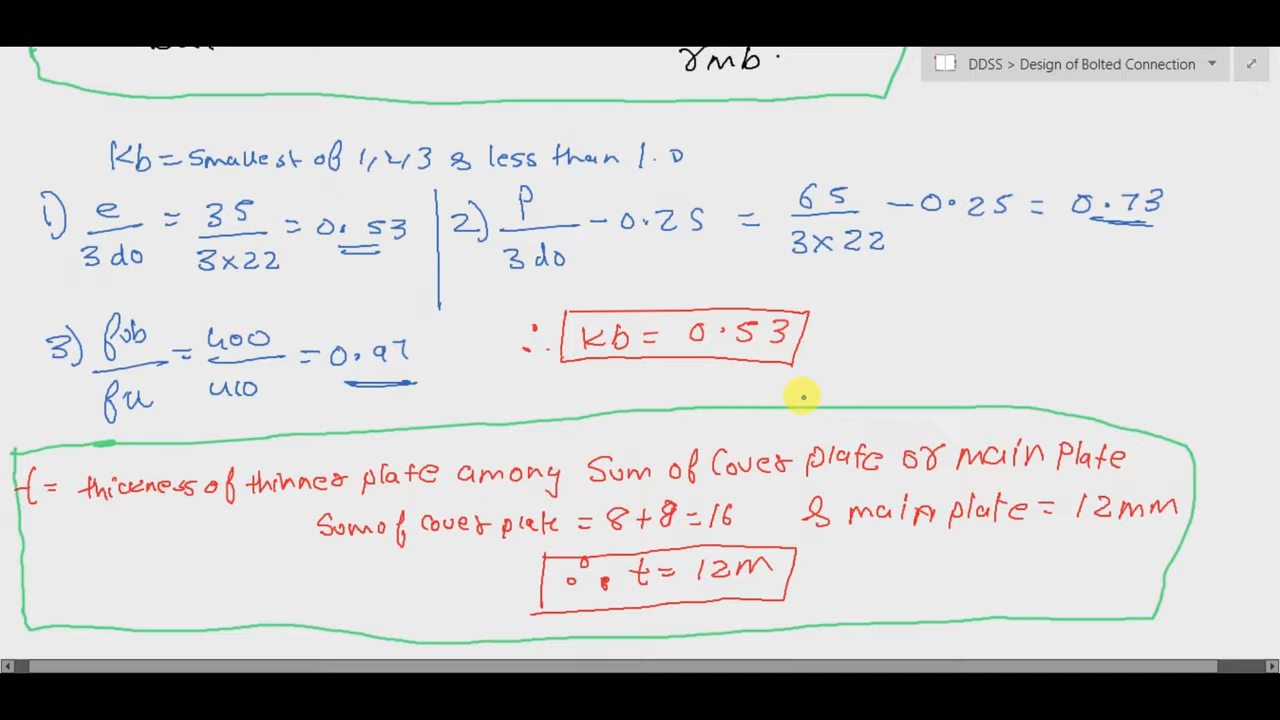 γmb.
DDSS > Design of Bolted Connection
Kb = Smallest of 1, 2, 3 & less than 1.0
1) e / 3do = 35 / 3×22 = 0.53
2) P / 3do - 0.25 = 65 / 3×22 - 0.25 = 0.73
3) fub / fu = 400 / 410 = 0.97
∴ Kb = 0.53
t = thickness of thinner plate among Sum of Cover plate or main Plate
Sum of cover plate = 8+8=16 & main plate = 12mm
∴ t = 12m